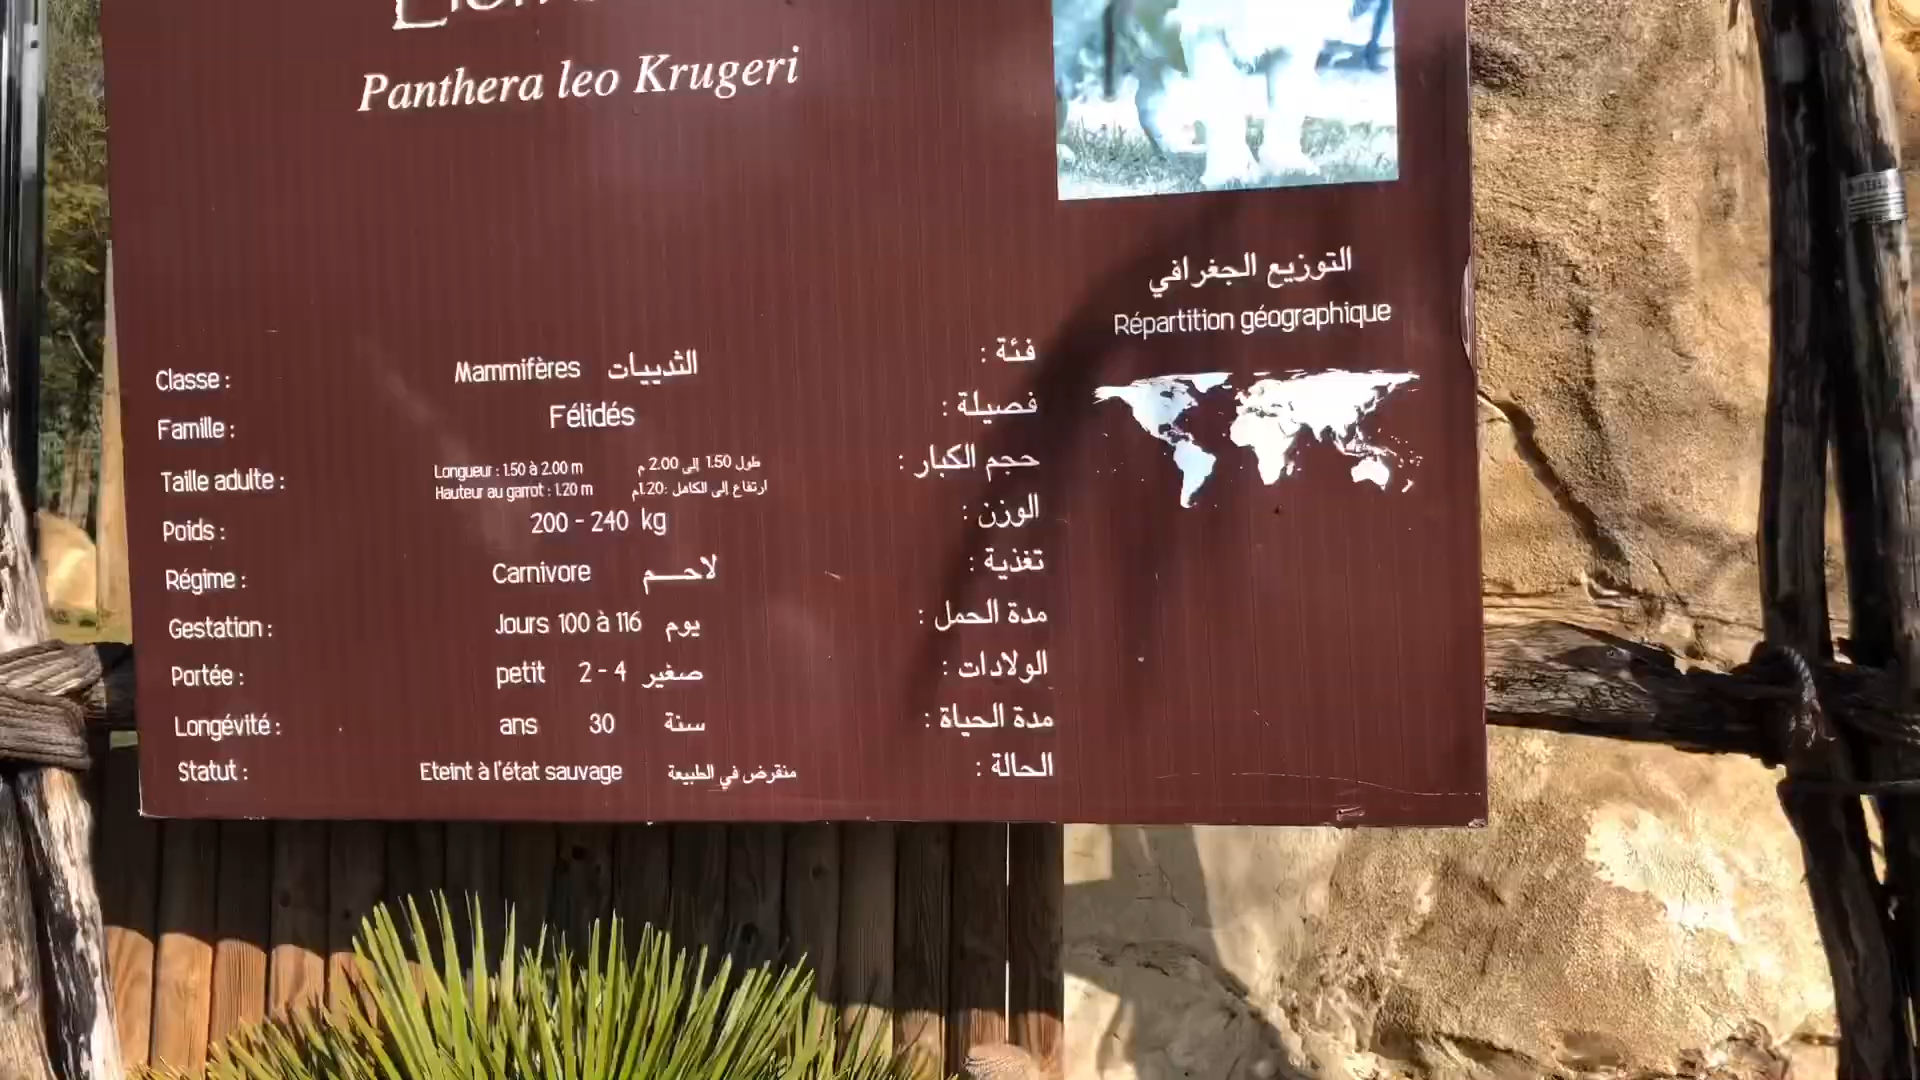 Panthera leo Krugeri
التوزيع الجغرافي
Répartition géographique
Classe : Mammifères الثدييات فئة :
Famille : Félidés فصيلة :
Taille adulte : Longueur : 1.50 à 2.00 m طول 1.50 إلى 2.00 م حجم الكبار :
Hauteur au garrot : 1.20 m ارتفاع إلى الكامل :1.20م
Poids : 200 - 240 kg الوزن :
Régime : Carnivore لاحـــم تغذية :
Gestation : Jours 100 à 116 يوم مدة الحمل :
Portée : petit 2 - 4 صغير الولادات :
Longévité : ans 30 سنة مدة الحياة :
Statut : Eteint à l'état sauvage منقرض في الطبيعة الحالة :